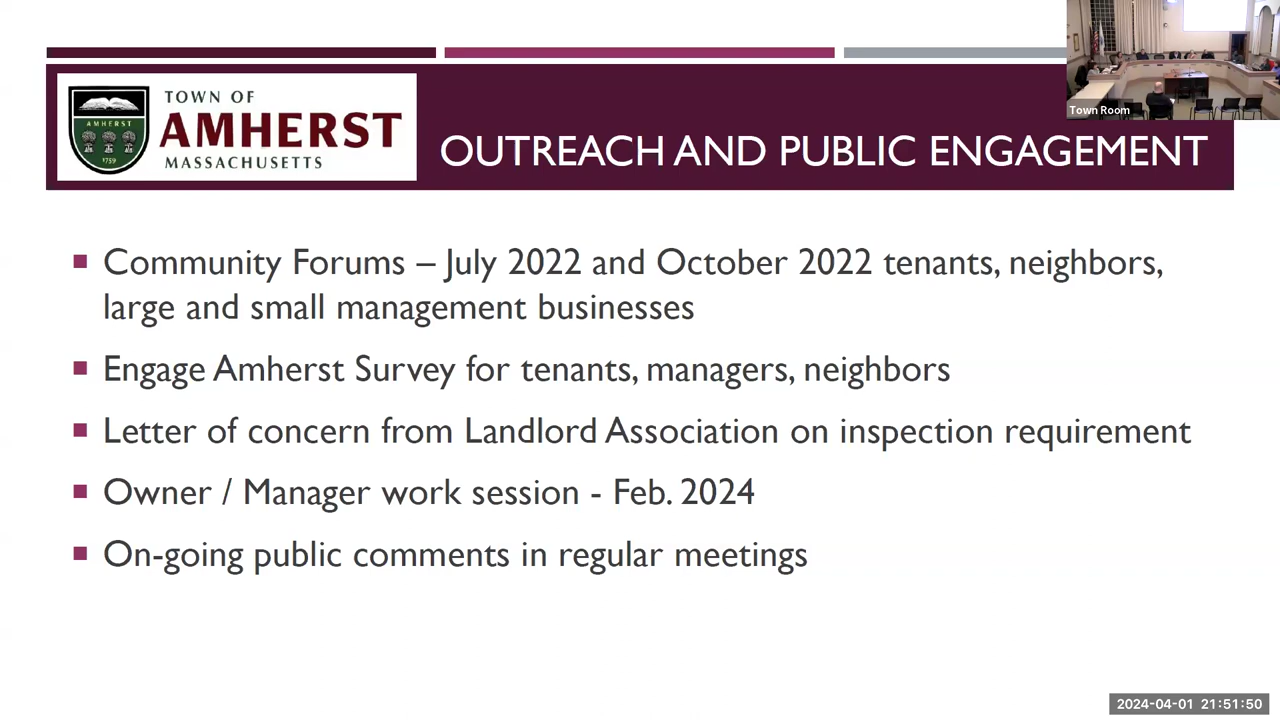 Town Room
AMHERST
1759
TOWN OF
AMHERST
MASSACHUSETTS
OUTREACH AND PUBLIC ENGAGEMENT
Community Forums – July 2022 and October 2022 tenants, neighbors,
large and small management businesses
Engage Amherst Survey for tenants, managers, neighbors
Letter of concern from Landlord Association on inspection requirement
Owner / Manager work session - Feb. 2024
On-going public comments in regular meetings
2024-04-01 21:51:50